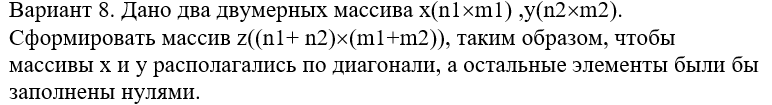 Вариант 8. Дано два двумерных массива x(n1×m1) ,y(n2×m2).
Сформировать массив z((n1+ n2)×(m1+m2)), таким образом, чтобы
массивы x и y располагались по диагонали, а остальные элементы были бы
заполнены нулями.